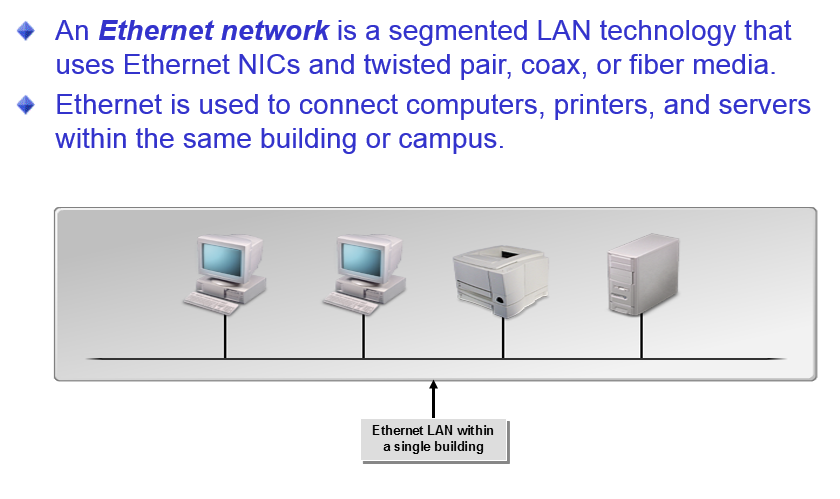 An Ethernet network is a segmented LAN technology that
uses Ethernet NICs and twisted pair, coax, or fiber media.
Ethernet is used to connect computers, printers, and servers
within the same building or campus.
Ethernet LAN within
a single building